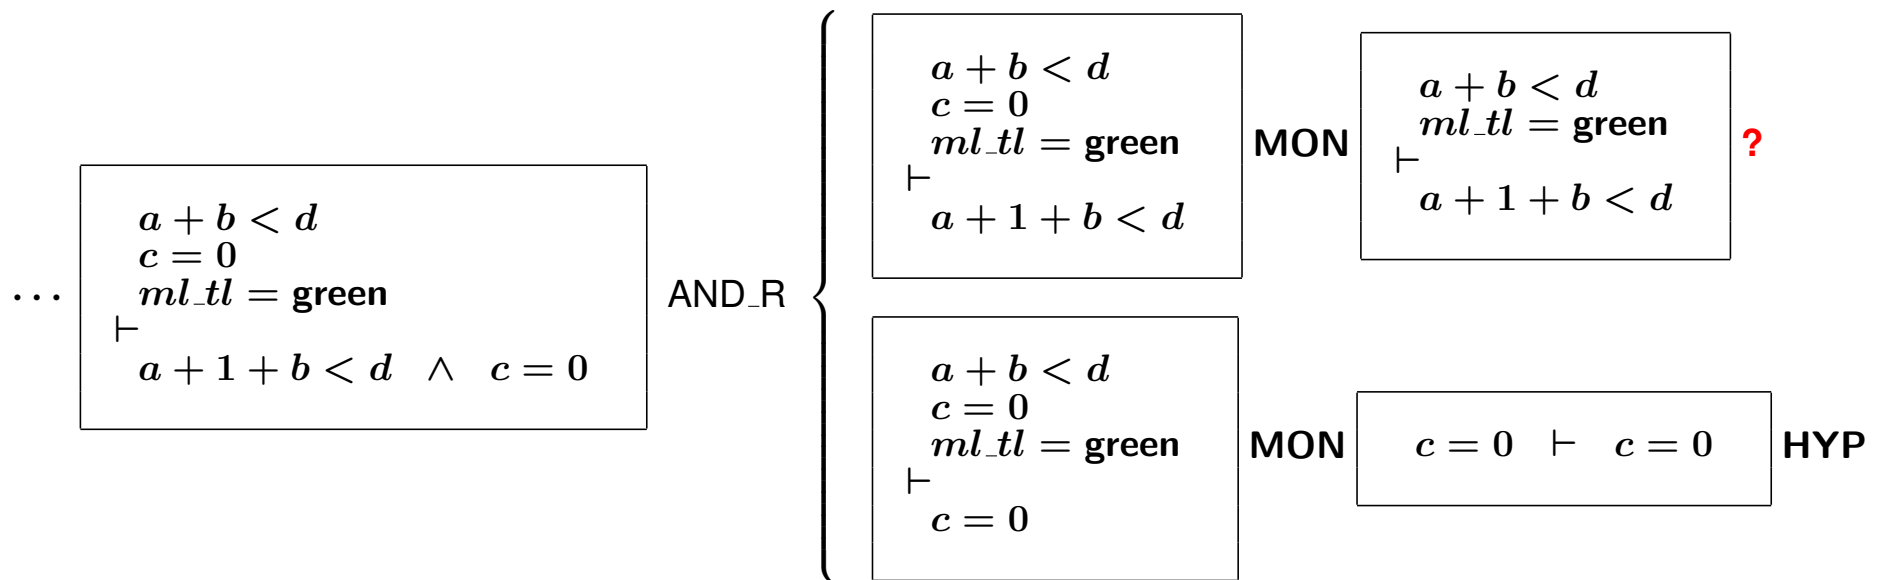 ...
a + b < d
c = 0
ml_tl = green
⊢
a + 1 + b < d ∧ c = 0
AND_R
a + b < d
c = 0
ml_tl = green
⊢
a + 1 + b < d
MON
a + b < d
ml_tl = green
⊢
a + 1 + b < d
?
a + b < d
c = 0
ml_tl = green
⊢
c = 0
MON
c = 0 ⊢ c = 0
HYP